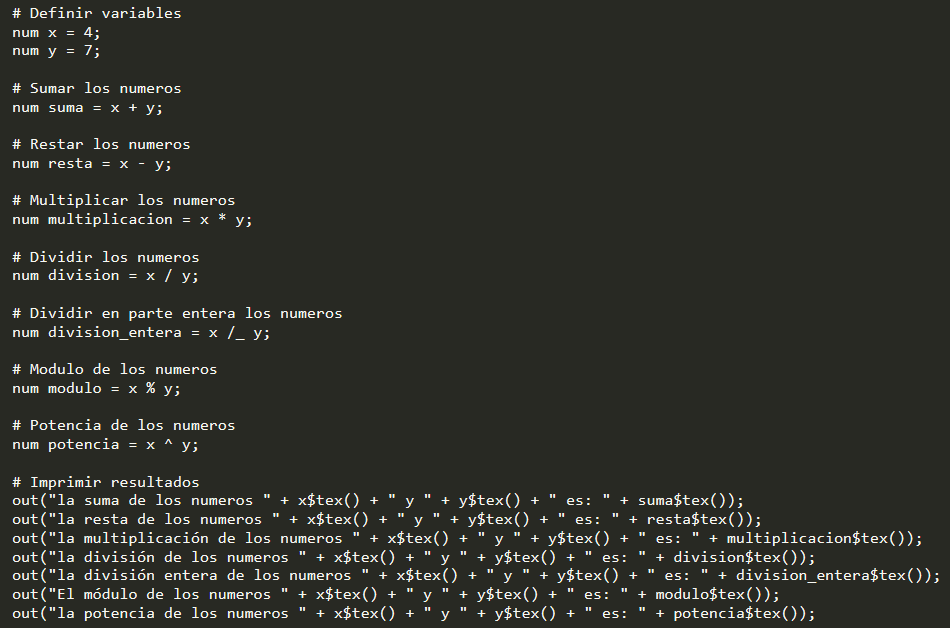 # Definir variables
num x = 4;
num y = 7;
# Sumar los numeros
num suma = x + y;
# Restar los numeros
num resta = x - y;
# Multiplicar los numeros
num multiplicacion = x * y;
# Dividir los numeros
num division = x / y;
# Dividir en parte entera los numeros
num division_entera = x /_ y;
# Modulo de los numeros
num modulo = x % y;
# Potencia de los numeros
num potencia = x ^ y;
# Imprimir resultados
out("la suma de los numeros " + x$tex() + " y " + y$tex() + " es: " + suma$tex());
out("la resta de los numeros " + x$tex() + " y " + y$tex() + " es: " + resta$tex());
out("la multiplicación de los numeros " + x$tex() + " y " + y$tex() + " es: " + multiplicacion$tex());
out("la división de los numeros " + x$tex() + " y " + y$tex() + " es: " + division$tex());
out("la división entera de los numeros " + x$tex() + " y " + y$tex() + " es: " + division_entera$tex());
out("El módulo de los numeros " + x$tex() + " y " + y$tex() + " es: " + modulo$tex());
out("la potencia de los numeros " + x$tex() + " y " + y$tex() + " es: " + potencia$tex());